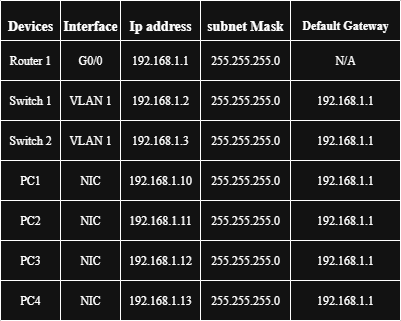 Devices Interface Ip address subnet Mask Default Gateway
Router 1 G0/0 192.168.1.1 255.255.255.0 N/A
Switch 1 VLAN 1 192.168.1.2 255.255.255.0 192.168.1.1
Switch 2 VLAN 1 192.168.1.3 255.255.255.0 192.168.1.1
PC1 NIC 192.168.1.10 255.255.255.0 192.168.1.1
PC2 NIC 192.168.1.11 255.255.255.0 192.168.1.1
PC3 NIC 192.168.1.12 255.255.255.0 192.168.1.1
PC4 NIC 192.168.1.13 255.255.255.0 192.168.1.1